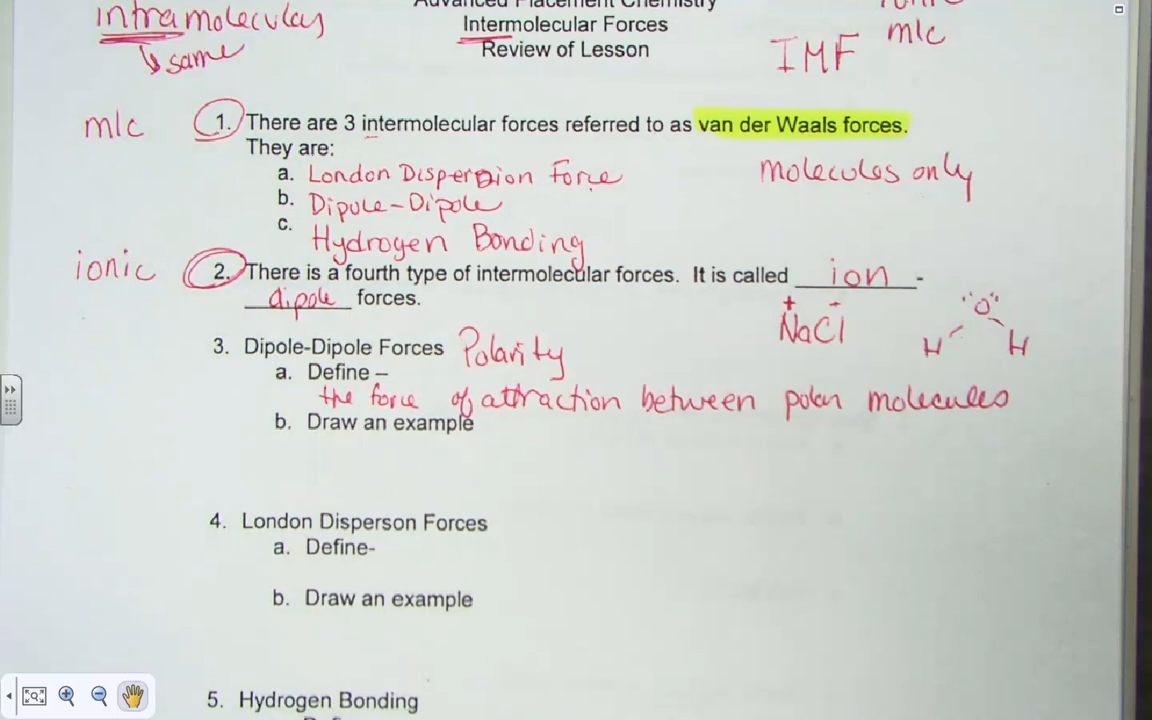 intramolecular
Intermolecular Forces
mlc
↳ same
Review of Lesson
IMF
mlc
1. There are 3 intermolecular forces referred to as van der Waals forces.
They are:
a. London Dispersion Force
molecules only
b. Dipole-Dipole
c. Hydrogen Bonding
ionic
2. There is a fourth type of intermolecular forces. It is called ion -
dipole forces.
+ -
NaCl
O
H H
3. Dipole-Dipole Forces Polarity
a. Define –
the force of attraction between polar molecules
b. Draw an example
4. London Disperson Forces
a. Define-
b. Draw an example
5. Hydrogen Bonding